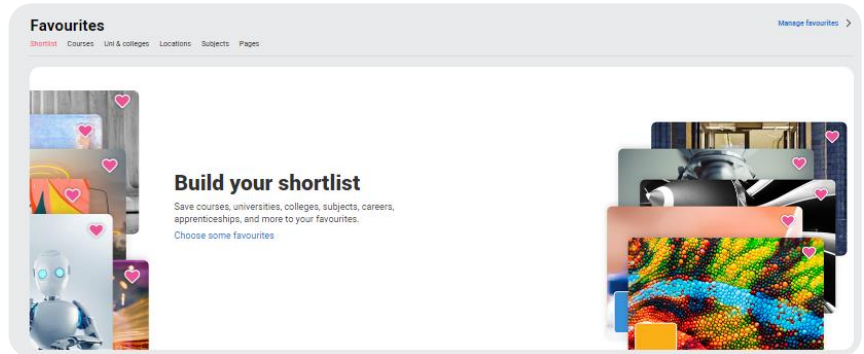 Favourites
Manage favourites
Shortlist Courses Uni & colleges Locations Subjects Pages
Build your shortlist
Save courses, universities, colleges, subjects, careers,
apprenticeships, and more to your favourites.
Choose some favourites